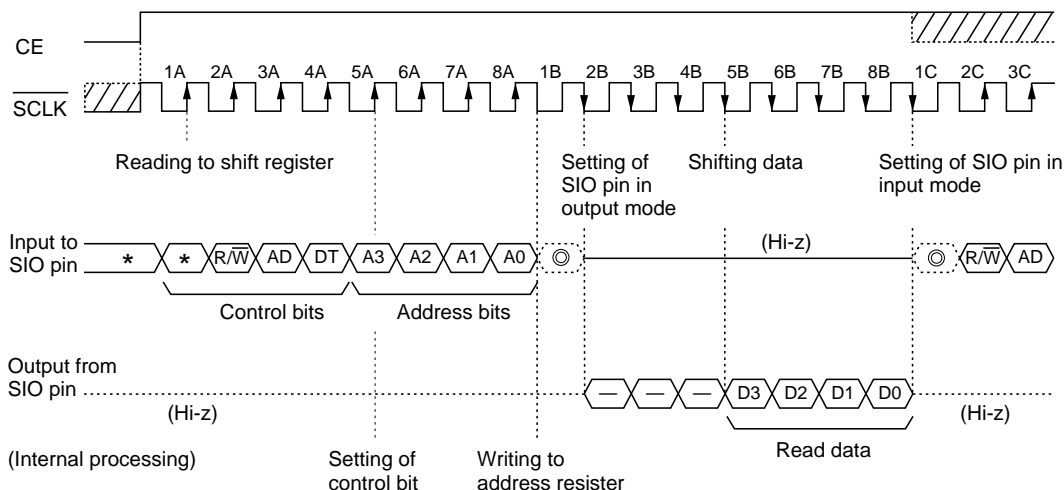 CE
1A 2A 3A 4A 5A 6A 7A 8A 1B 2B 3B 4B 5B 6B 7B 8B 1C 2C 3C
SCLK
Reading to shift register
Setting of
SIO pin in
output mode
Shifting data
Setting of SIO pin in
input mode
Input to
SIO pin
* * R/W AD DT A3 A2 A1 A0 ◎ (Hi-z) ◎ R/W AD
Control bits Address bits
Output from
SIO pin
— — — D3 D2 D1 D0
(Hi-z) (Hi-z)
Read data
(Internal processing)
Setting of
control bit
Writing to
address resister